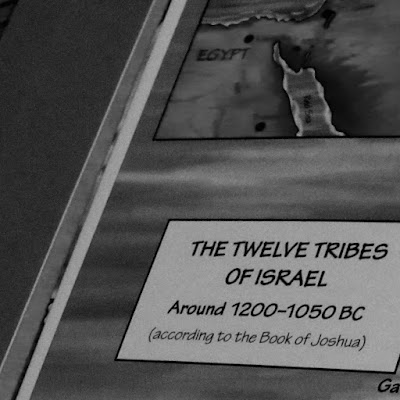 EGYPT
THE TWELVE TRIBES
OF ISRAEL
Around 1200–1050 BC
(according to the Book of Joshua)